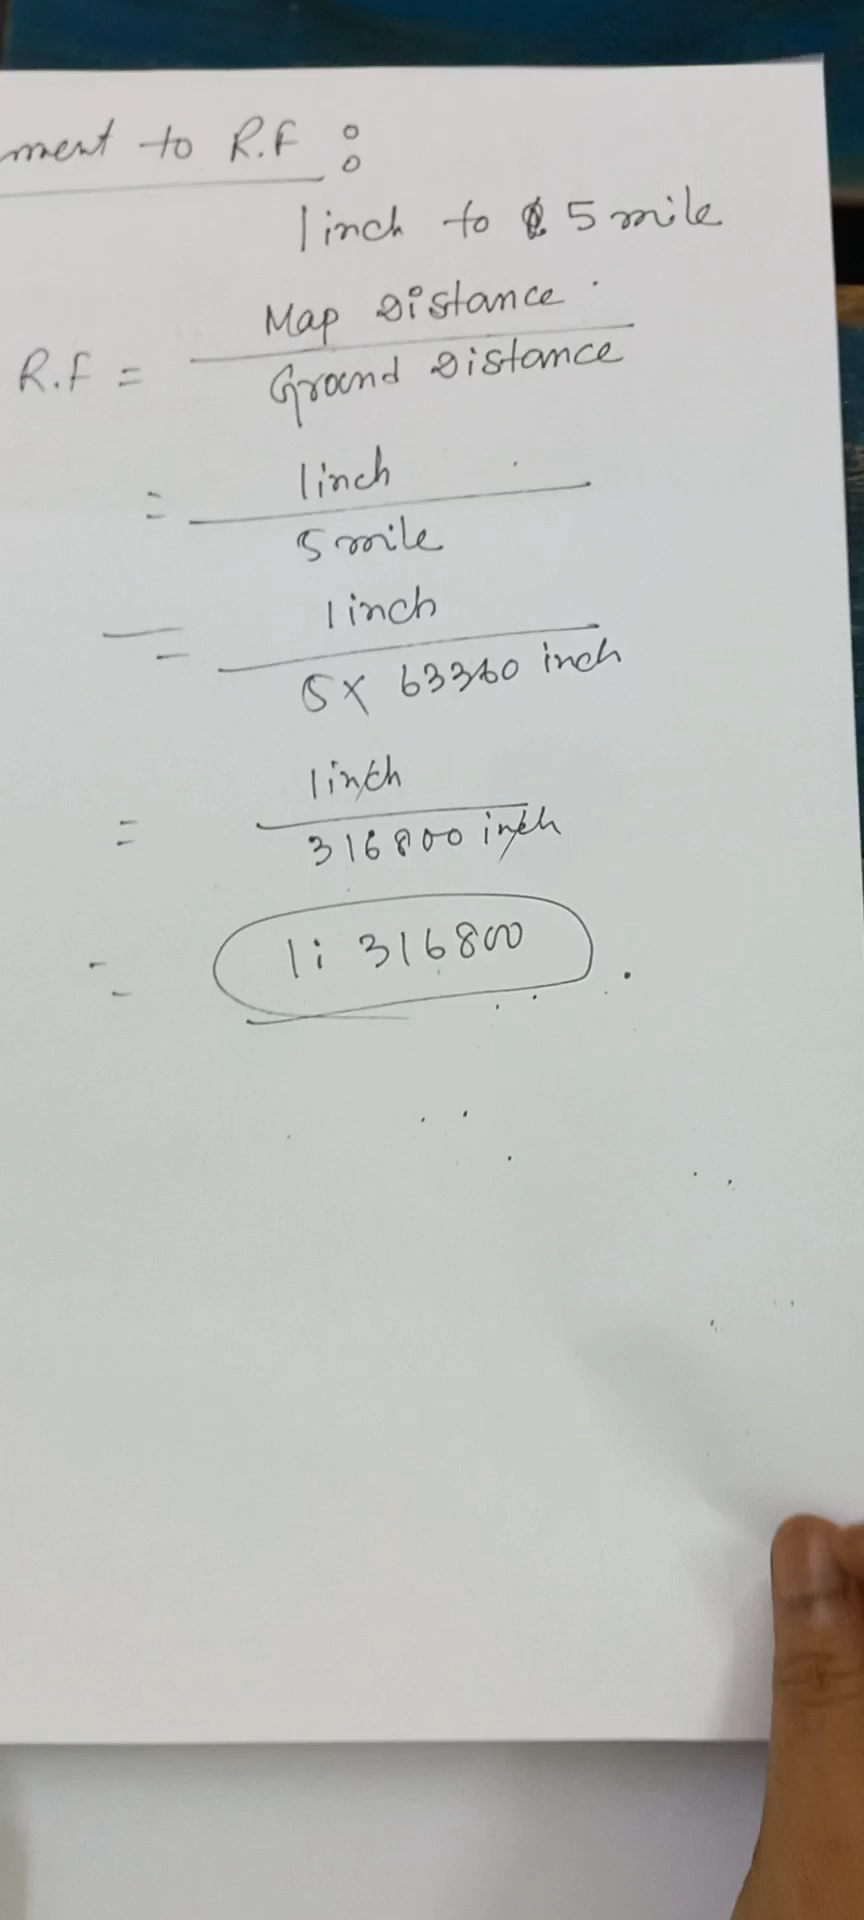 ment to R.F :
1 inch to 5 mile
R.F = Map Distance
Ground Distance
= 1 inch
5 mile
= 1 inch
5 x 63360 inch
= 1 inch
316800 inch
= 1: 316800